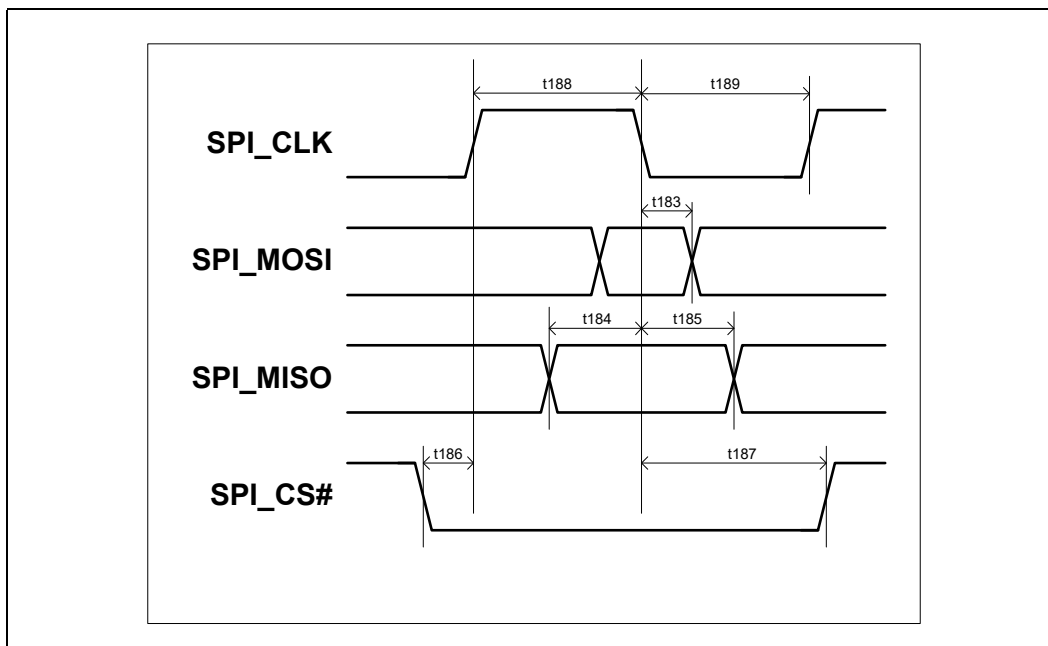 t188
t189
SPI_CLK
t183
SPI_MOSI
t184
t185
SPI_MISO
t186
t187
SPI_CS#